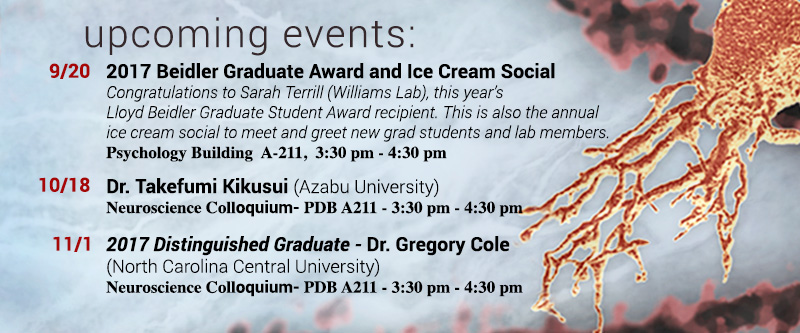 upcoming events:
9/20 2017 Beidler Graduate Award and Ice Cream Social
Congratulations to Sarah Terrill (Williams Lab), this year's
Lloyd Beidler Graduate Student Award recipient. This is also the annual
ice cream social to meet and greet new grad students and lab members.
Psychology Building A-211, 3:30 pm - 4:30 pm
10/18 Dr. Takefumi Kikusui (Azabu University)
Neuroscience Colloquium- PDB A211 - 3:30 pm - 4:30 pm
11/1 2017 Distinguished Graduate - Dr. Gregory Cole
(North Carolina Central University)
Neuroscience Colloquium- PDB A211 - 3:30 pm - 4:30 pm